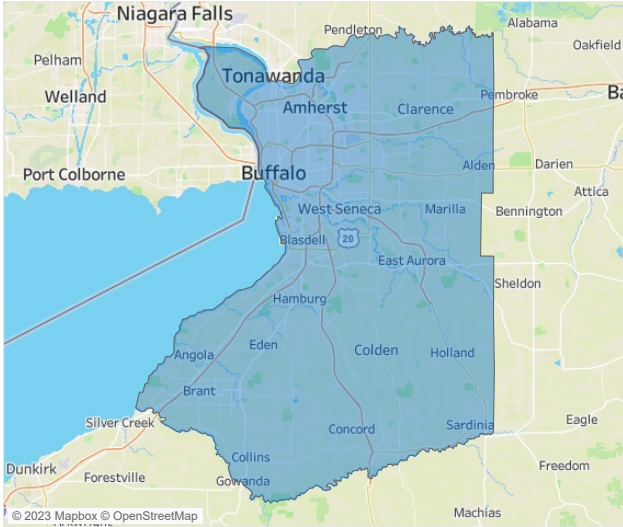 Niagara Falls
Alabama
Pendleton
Oakfield
Pelham
Tonawanda
Welland
Pembroke
Ba
Amherst
Clarence
Port Colborne
Buffalo
Alden
Darien
Attica
West Seneca
Marilla
Bennington
Blasdell
20
East Aurora
Sheldon
Hamburg
Eden
Colden
Holland
Angola
Brant
Silver Creek
Concord
Sardinia
Eagle
Collins
Dunkirk
Forestville
Gowanda
Freedom
Machias
© 2023 Mapbox © OpenStreetMap